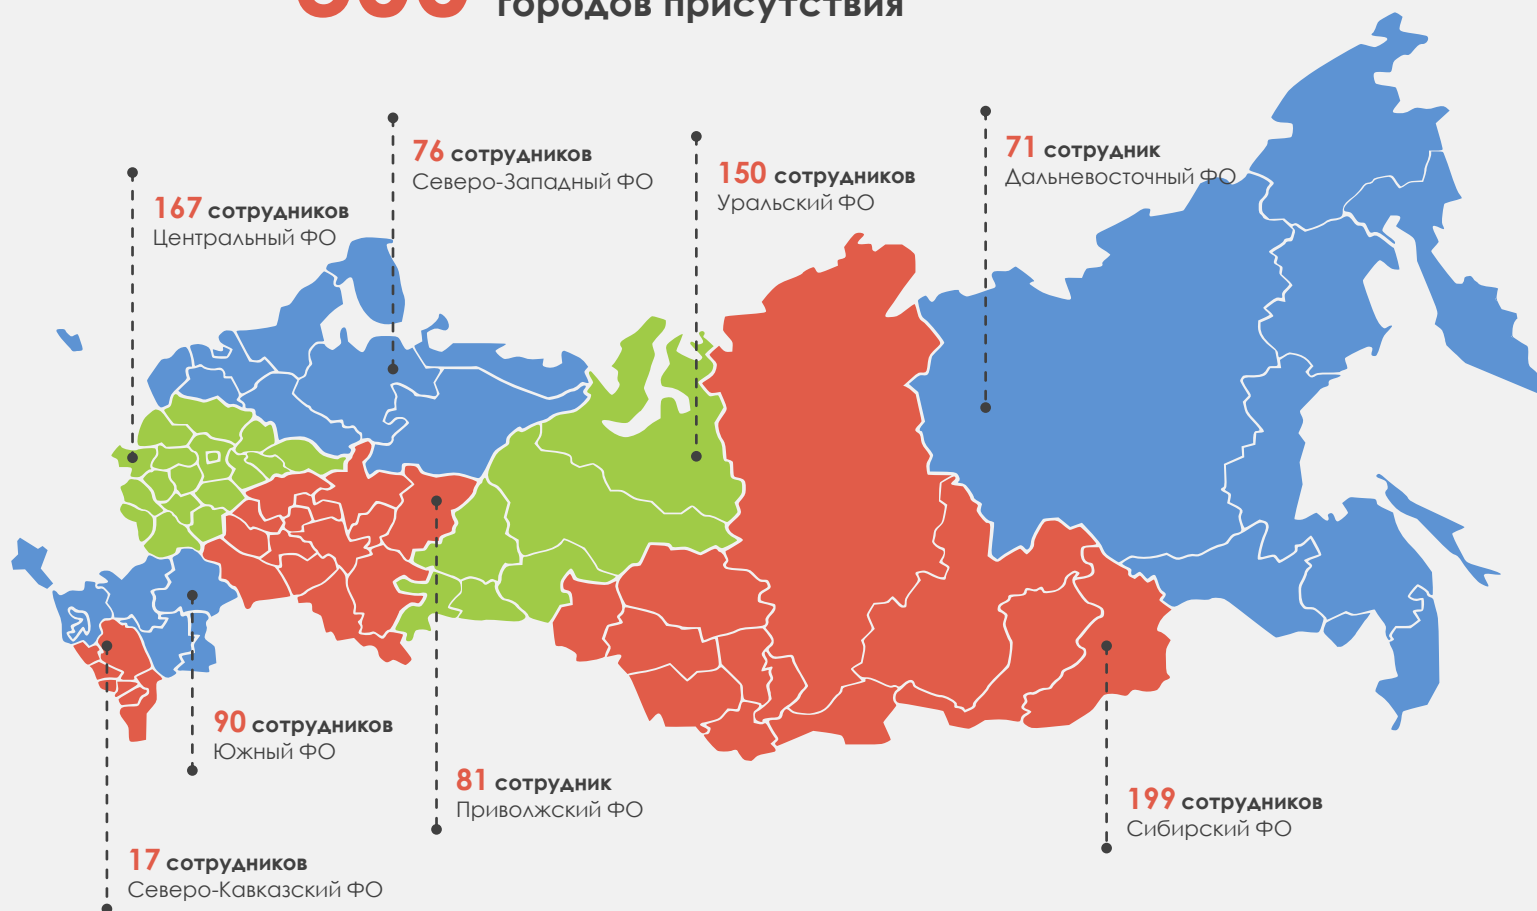 городов присутствия
76 сотрудников
Северо-Западный ФО
71 сотрудник
Дальневосточный ФО
150 сотрудников
Уральский ФО
167 сотрудников
Центральный ФО
90 сотрудников
Южный ФО
81 сотрудник
Приволжский ФО
199 сотрудников
Сибирский ФО
17 сотрудников
Северо-Кавказский ФО